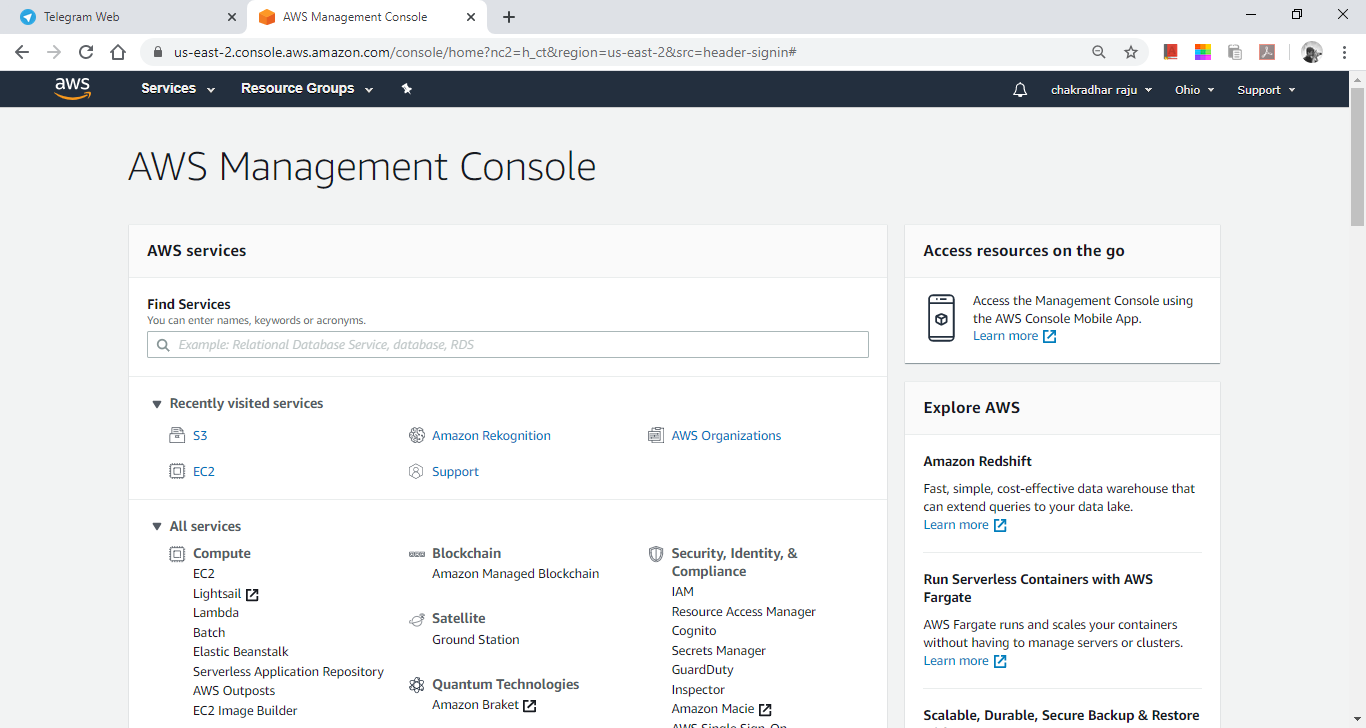 Telegram Web
AWS Management Console
us-east-2.console.aws.amazon.com/console/home?nc2=h_ct&region=us-east-2&src=header-signin#
aws
Services
Resource Groups
chakradhar raju
Ohio
Support
AWS Management Console
AWS services
Find Services
You can enter names, keywords or acronyms.
Example: Relational Database Service, database, RDS
Recently visited services
S3
Amazon Rekognition
AWS Organizations
EC2
Support
All services
Compute
EC2
Lightsail
Lambda
Batch
Elastic Beanstalk
Serverless Application Repository
AWS Outposts
EC2 Image Builder
Blockchain
Amazon Managed Blockchain
Satellite
Ground Station
Quantum Technologies
Amazon Braket
Security, Identity, &
Compliance
IAM
Resource Access Manager
Cognito
Secrets Manager
GuardDuty
Inspector
Amazon Macie
AWS Single Sign-On
Access resources on the go
Access the Management Console using
the AWS Console Mobile App.
Learn more
Explore AWS
Amazon Redshift
Fast, simple, cost-effective data warehouse that
can extend queries to your data lake.
Learn more
Run Serverless Containers with AWS
Fargate
AWS Fargate runs and scales your containers
without having to manage servers or clusters.
Learn more
Scalable, Durable, Secure Backup & Restore